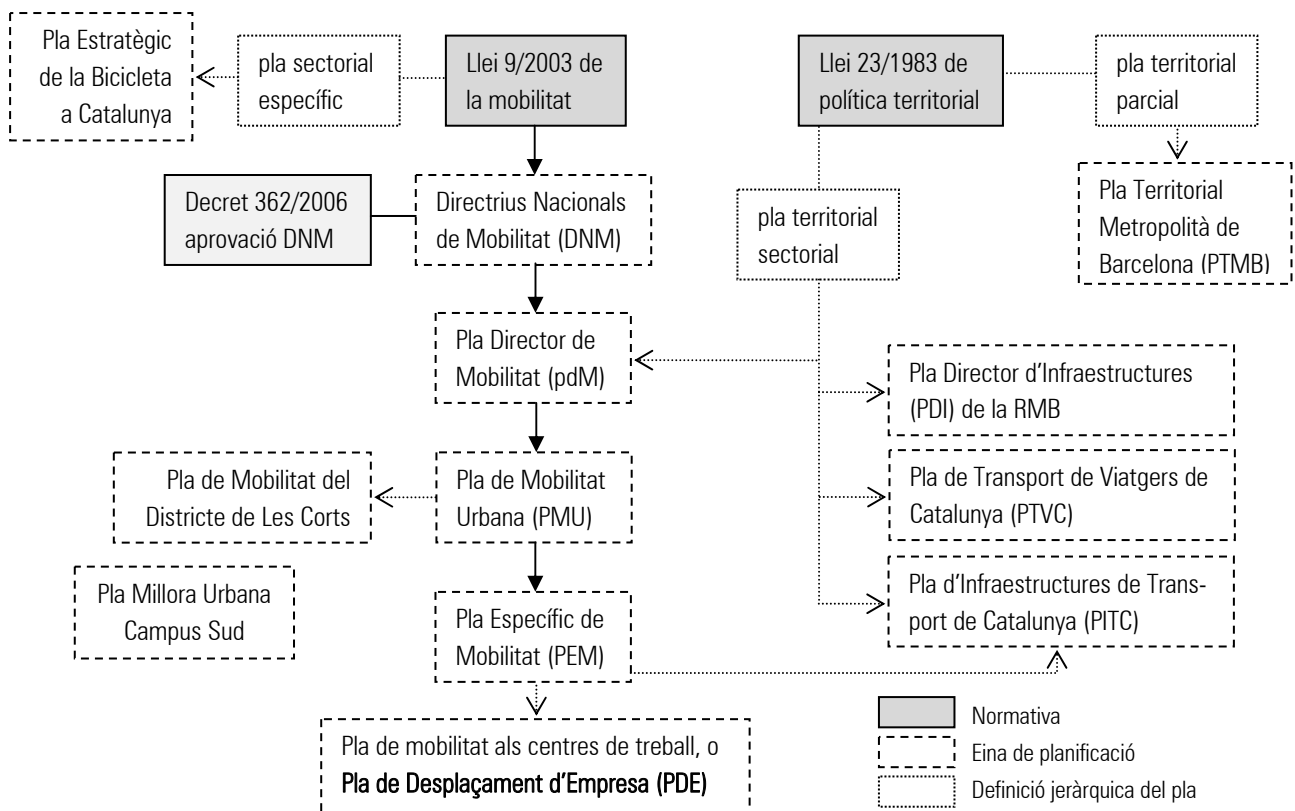 Pla Estratègic
de la Bicicleta
a Catalunya
pla sectorial
específic
Llei 9/2003 de
la mobilitat
Llei 23/1983 de
política territorial
pla territorial
parcial
Decret 362/2006
aprovació DNM
Directrius Nacionals
de Mobilitat (DNM)
pla territorial
sectorial
Pla Territorial
Metropolità de
Barcelona (PTMB)
Pla Director de
Mobilitat (pdM)
Pla Director d’Infraestructures
(PDI) de la RMB
Pla de Mobilitat del
Districte de Les Corts
Pla de Mobilitat
Urbana (PMU)
Pla de Transport de Viatgers de
Catalunya (PTVC)
Pla Millora Urbana
Campus Sud
Pla Específic de
Mobilitat (PEM)
Pla d’Infraestructures de Trans-
port de Catalunya (PITC)
Pla de mobilitat als centres de treball, o
Pla de Desplaçament d’Empresa (PDE)
Normativa
Eina de planificació
Definició jeràrquica del pla